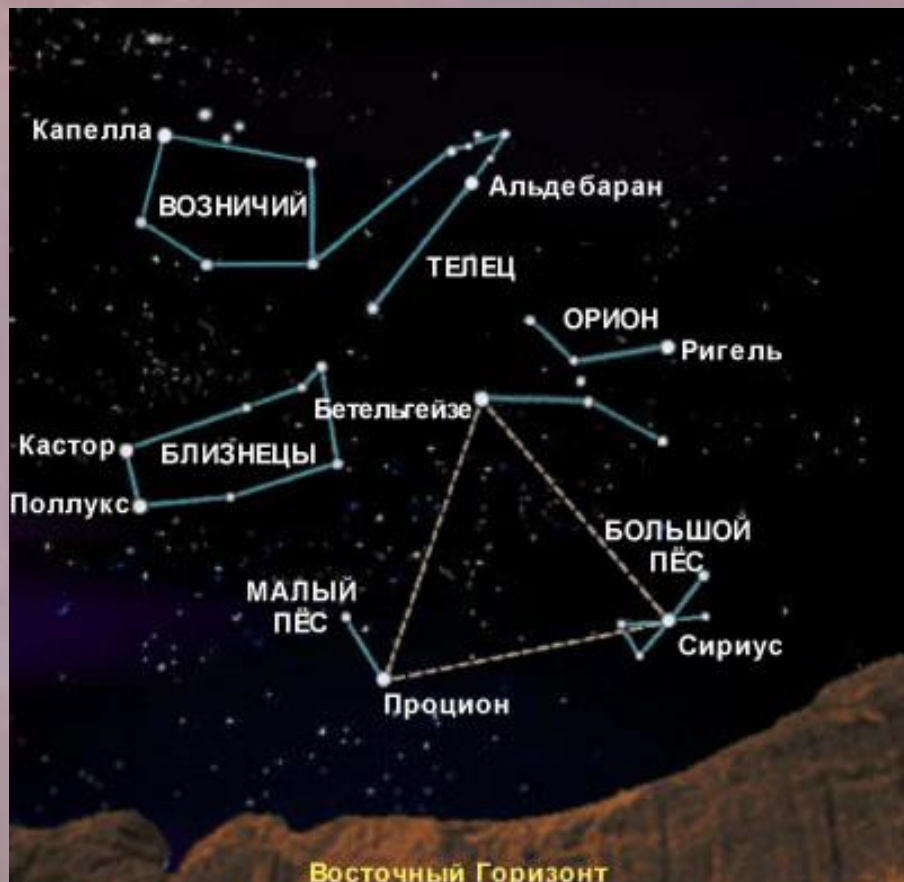 Капелла
ВОЗНИЧИЙ
Альдебаран
ТЕЛЕЦ
ОРИОН
Ригель
Бетельгейзе
Кастор
БЛИЗНЕЦЫ
Поллукс
БОЛЬШОЙ
ПЁС
МАЛЫЙ
ПЁС
Сириус
Процион
Восточный Горизонт